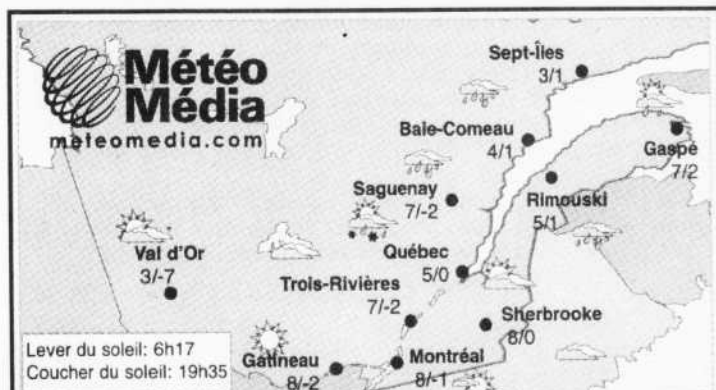 Météo
Média
meteomedia.com
Sept-Îles
3/1
Baie-Comeau
4/1
Gaspé
7/2
Saguenay
7/-2
Rimouski
5/1
Val d'Or
3/-7
Québec
5/0
Trois-Rivières
7/-2
Sherbrooke
8/0
Gatineau
8/-2
Montréal
8/-1
Lever du soleil: 6h17
Coucher du soleil: 19h35